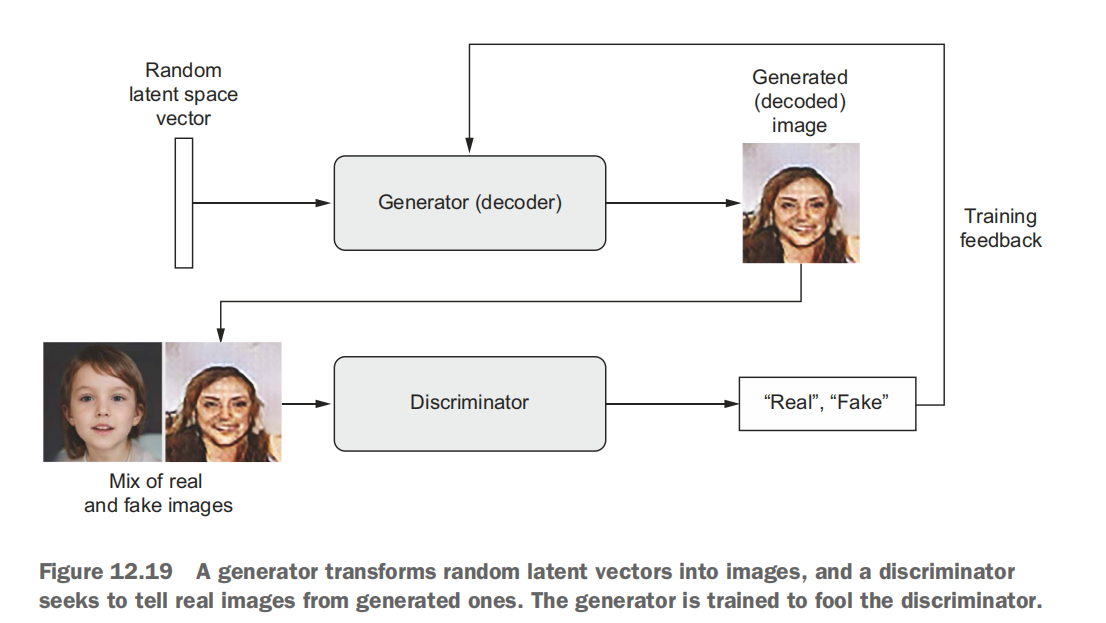 Random
latent space
vector
Generator (decoder)
Generated
(decoded)
image
Training
feedback
Mix of real
and fake images
Discriminator
“Real”, “Fake”
Figure 12.19 A generator transforms random latent vectors into images, and a discriminator
seeks to tell real images from generated ones. The generator is trained to fool the discriminator.